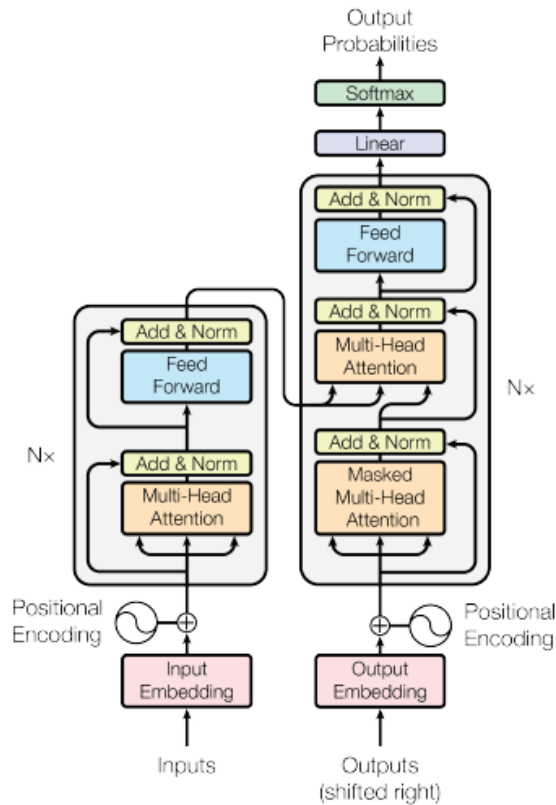 Output
Probabilities
Softmax
Linear
Add & Norm
Feed
Forward
Add & Norm
Multi-Head
Attention
Add & Norm
Masked
Multi-Head
Attention
N×
Add & Norm
Feed
Forward
Add & Norm
Multi-Head
Attention
N×
Positional
Encoding
Positional
Encoding
Input
Embedding
Output
Embedding
Inputs
Outputs
(shifted right)